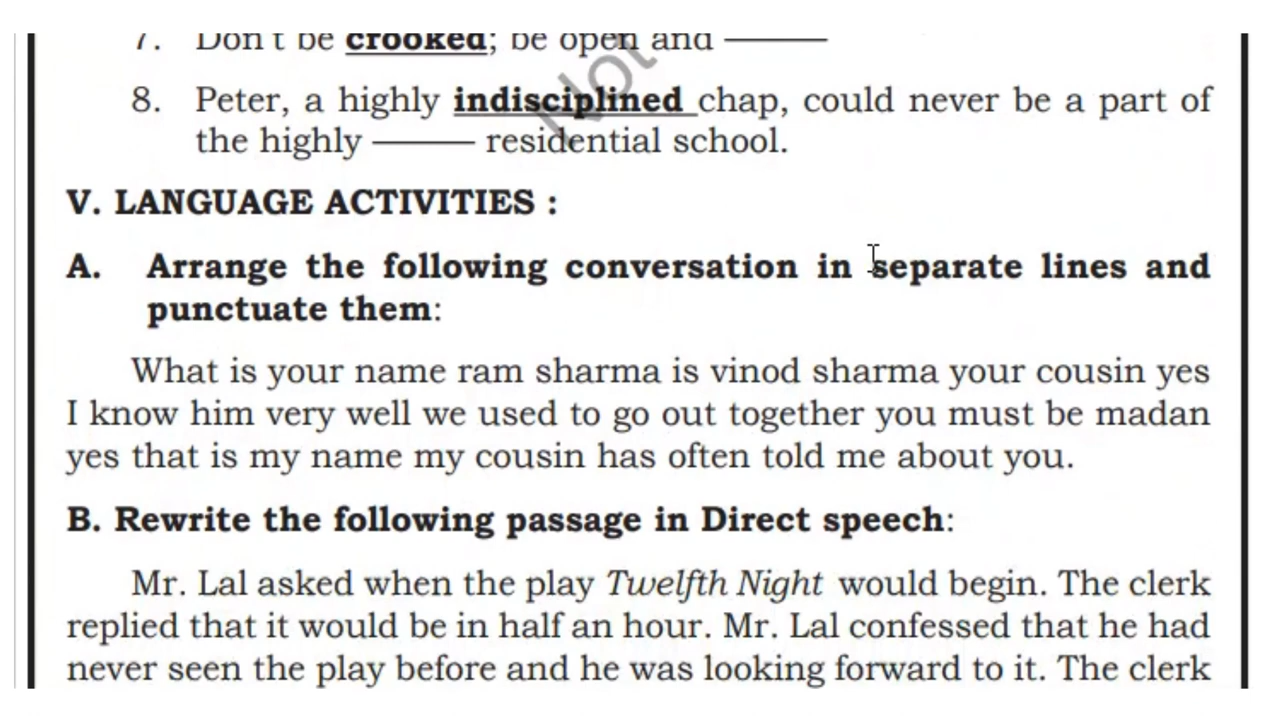 7. Don't be crooked; be open and ———
Not
8. Peter, a highly indisciplined chap, could never be a part of
the highly ——— residential school.
V. LANGUAGE ACTIVITIES :
A. Arrange the following conversation in separate lines and
punctuate them:
What is your name ram sharma is vinod sharma your cousin yes
I know him very well we used to go out together you must be madan
yes that is my name my cousin has often told me about you.
B. Rewrite the following passage in Direct speech:
Mr. Lal asked when the play Twelfth Night would begin. The clerk
replied that it would be in half an hour. Mr. Lal confessed that he had
never seen the play before and he was looking forward to it. The clerk